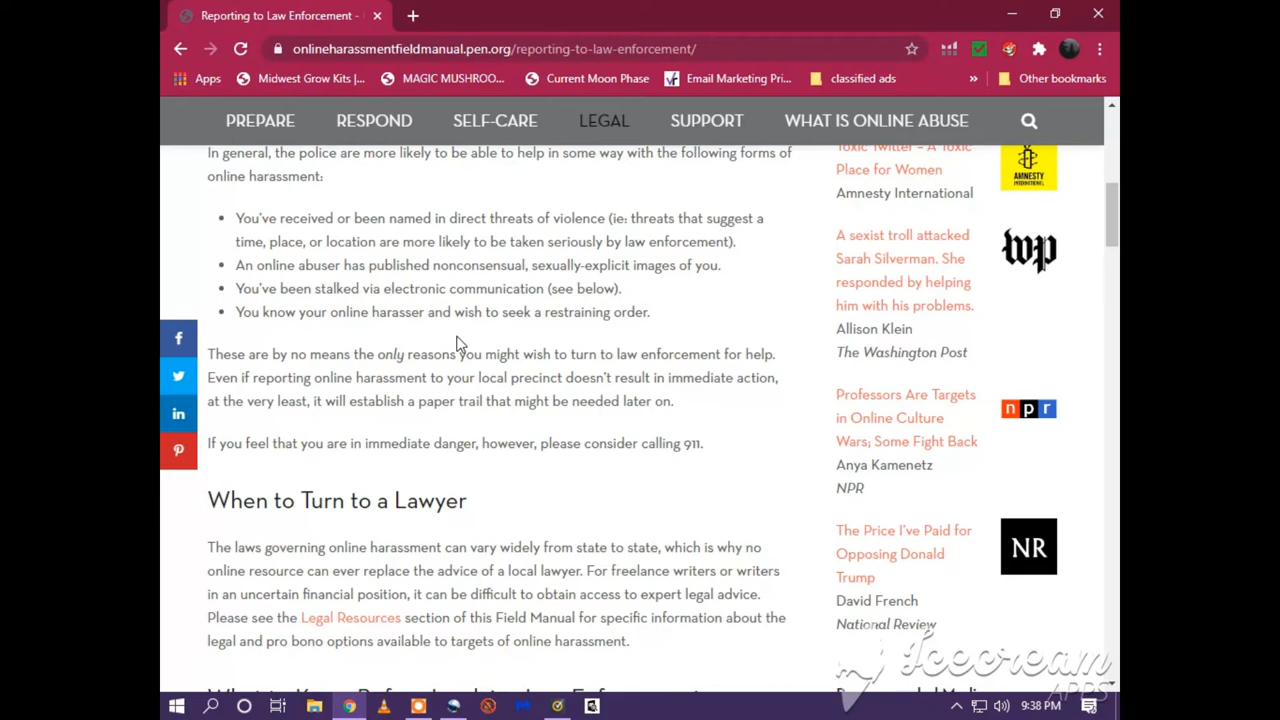 Reporting to Law Enforcement -
onlineharassmentfieldmanual.pen.org/reporting-to-law-enforcement/
Apps Midwest Grow Kits |... MAGIC MUSHROO... Current Moon Phase Email Marketing Pri... classified ads » Other bookmarks
PREPARE RESPOND SELF-CARE LEGAL SUPPORT WHAT IS ONLINE ABUSE
In general, the police are more likely to be able to help in some way with the following forms of
online harassment:
• You've received or been named in direct threats of violence (ie: threats that suggest a
time, place, or location are more likely to be taken seriously by law enforcement).
• An online abuser has published nonconsensual, sexually-explicit images of you.
• You've been stalked via electronic communication (see below).
• You know your online harasser and wish to seek a restraining order.
These are by no means the only reasons you might wish to turn to law enforcement for help.
Even if reporting online harassment to your local precinct doesn't result in immediate action,
at the very least, it will establish a paper trail that might be needed later on.
If you feel that you are in immediate danger, however, please consider calling 911.
When to Turn to a Lawyer
The laws governing online harassment can vary widely from state to state, which is why no
online resource can ever replace the advice of a local lawyer. For freelance writers or writers
in an uncertain financial position, it can be difficult to obtain access to expert legal advice.
Please see the Legal Resources section of this Field Manual for specific information about the
legal and pro bono options available to targets of online harassment.
Toxic Twitter – A Toxic
Place for Women
Amnesty International
AMNESTY
INTERNATIONAL
A sexist troll attacked
Sarah Silverman. She
responded by helping
him with his problems.
Allison Klein
The Washington Post
wp
Professors Are Targets
in Online Culture
Wars; Some Fight Back
Anya Kamenetz
NPR
npr
The Price I've Paid for
Opposing Donald
Trump
David French
National Review
NR
Icecream
APPS
9:38 PM